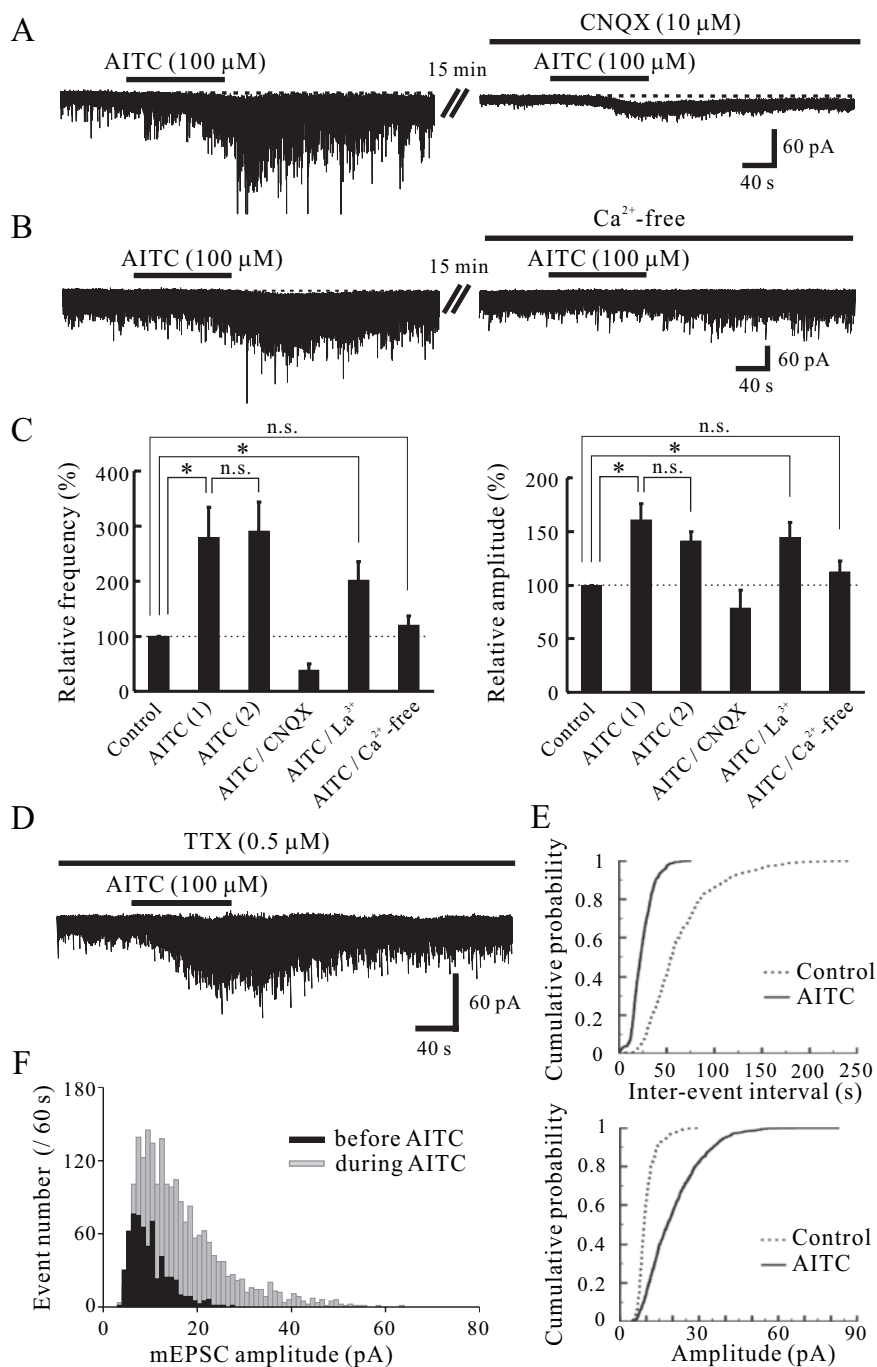 A
AITC (100 μM)
15 min
CNQX (10 μM)
AITC (100 μM)
60 pA
40 s
B
AITC (100 μM)
15 min
Ca²⁺-free
AITC (100 μM)
60 pA
40 s
C
n.s.
*
* n.s.
Relative frequency (%)
400
300
200
100
0
Control
AITC (1)
AITC (2)
AITC / CNQX
AITC / La³⁺
AITC / Ca²⁺-free
n.s.
*
* n.s.
Relative amplitude (%)
200
150
100
50
0
Control
AITC (1)
AITC (2)
AITC / CNQX
AITC / La³⁺
AITC / Ca²⁺-free
D
TTX (0.5 μM)
AITC (100 μM)
60 pA
40 s
E
Cumulative probability
1
0.8
0.6
0.4
0.2
0
Control
AITC
0 50 100 150 200 250
Inter-event interval (s)
Cumulative probability
1
0.8
0.6
0.4
0.2
0
Control
AITC
0 30 60 90
Amplitude (pA)
F
Event number (/ 60 s)
180
120
60
0
before AITC
during AITC
0 20 40 60 80
mEPSC amplitude (pA)